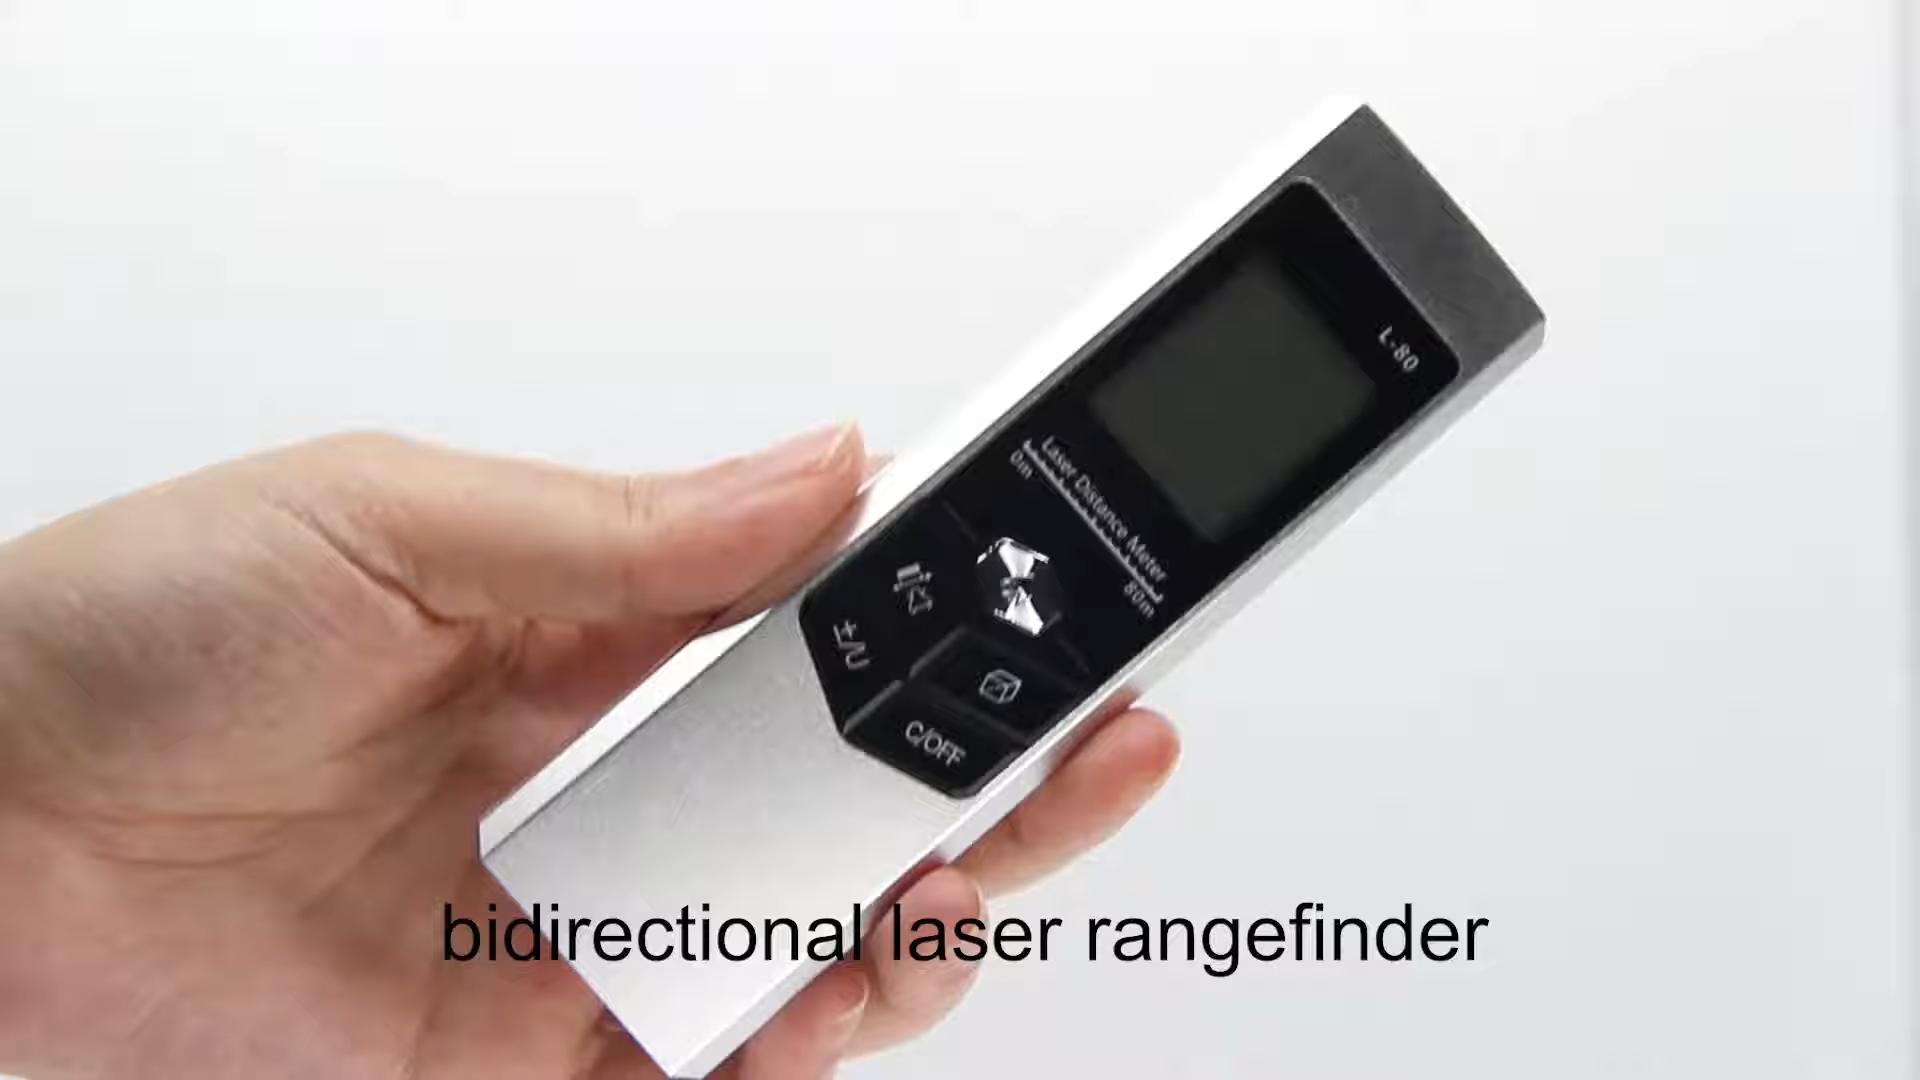 L-80
Laser Distance Meter
0m 80m
±/U
C/OFF
bidirectional laser rangefinder